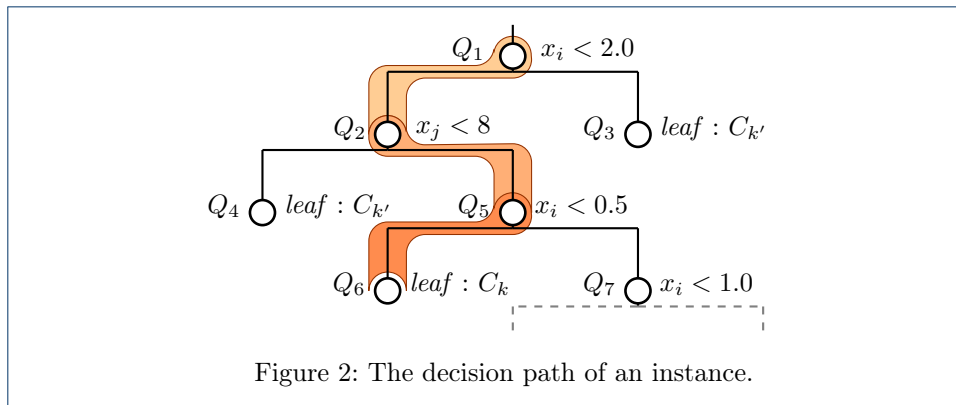 Q₁ xᵢ < 2.0
Q₂ xⱼ < 8 Q₃ leaf : Cₖ′
Q₄ leaf : Cₖ′ Q₅ xᵢ < 0.5
Q₆ leaf : Cₖ Q₇ xᵢ < 1.0
Figure 2: The decision path of an instance.